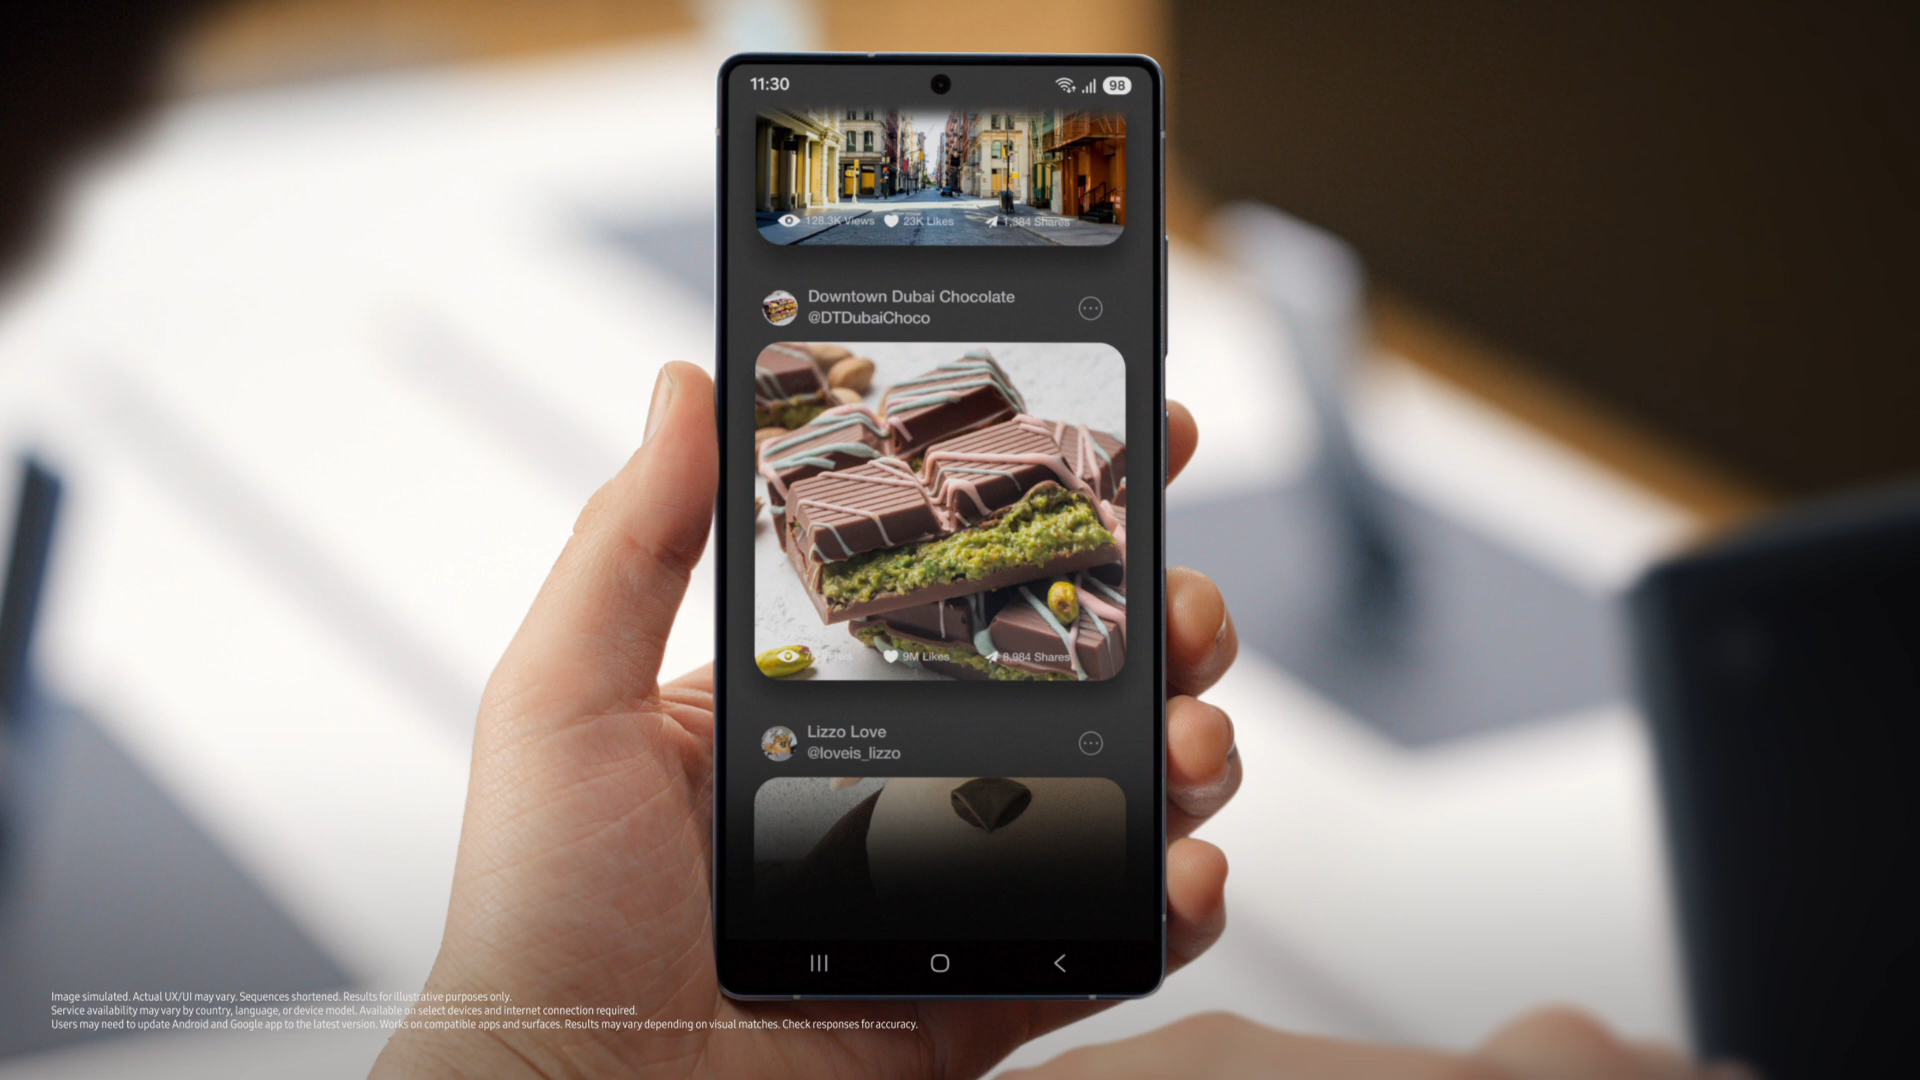 11:30
98
128.3K Views 23K Likes 1,384 Shares
Downtown Dubai Chocolate
@DTDubaiChoco
9M Likes 8,984 Shares
Lizzo Love
@loveis_lizzo
Image simulated. Actual UX/UI may vary. Sequences shortened. Results for illustrative purposes only.
Service availability may vary by country, language, or device model. Available on select devices and internet connection required.
Users may need to update Android and Google app to the latest version. Works on compatible apps and surfaces. Results may vary depending on visual matches. Check responses for accuracy.